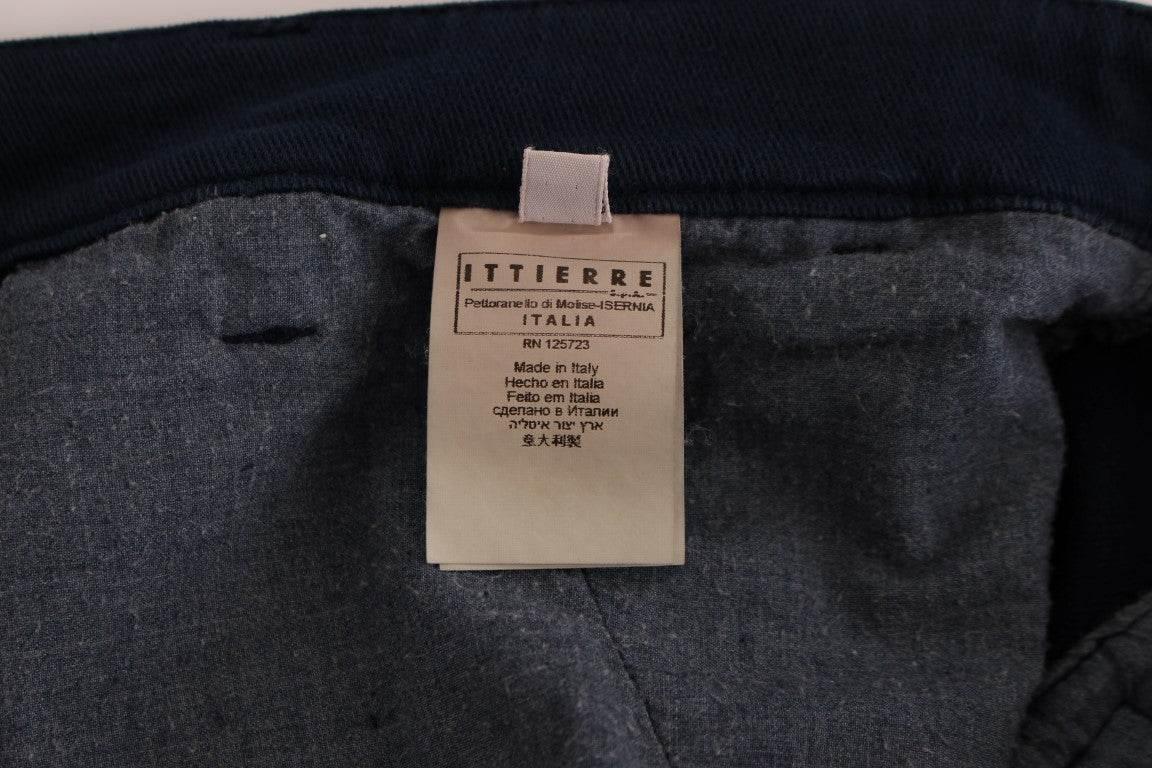 ITTIERRE
S.p.A.
Pettoranello di Molise-ISERNIA
ITALIA
RN 125723
Made in Italy
Hecho en Italia
Feito em Italia
сделано в Италии
ארץ יצור איטליה
意大利製